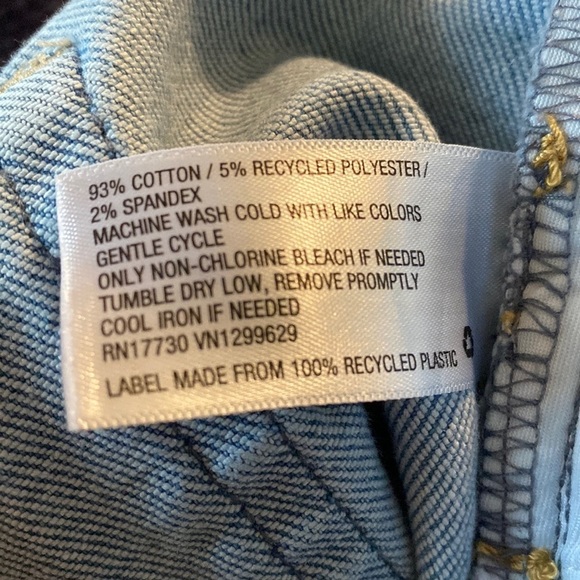 93% COTTON / 5% RECYCLED POLYESTER /
2% SPANDEX
MACHINE WASH COLD WITH LIKE COLORS
GENTLE CYCLE
ONLY NON-CHLORINE BLEACH IF NEEDED
TUMBLE DRY LOW, REMOVE PROMPTLY
COOL IRON IF NEEDED
RN17730 VN1299629
LABEL MADE FROM 100% RECYCLED PLASTIC